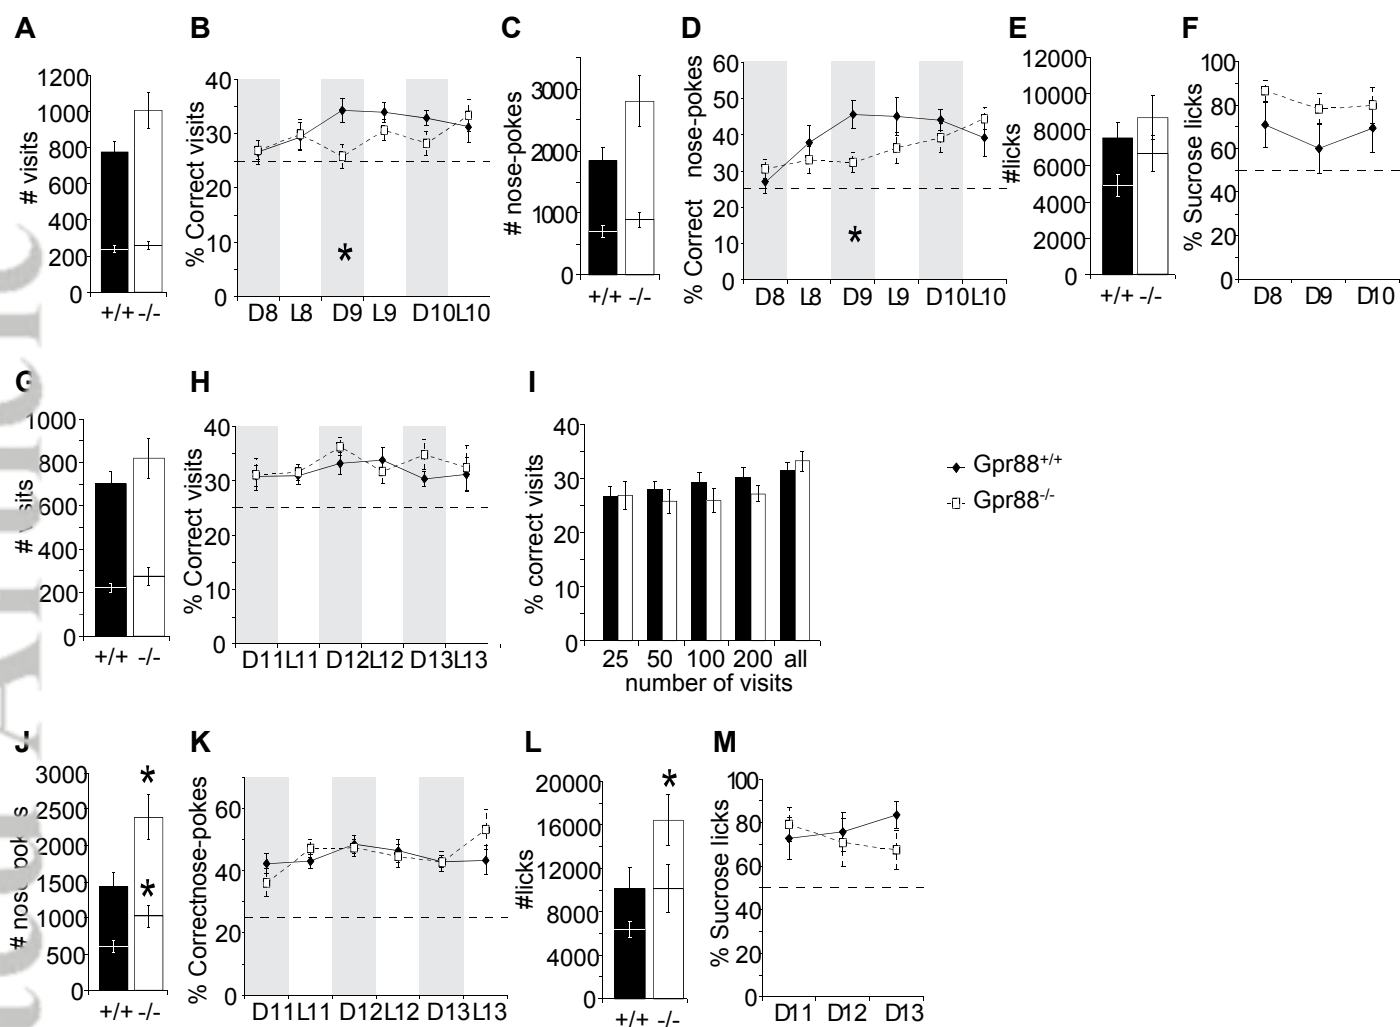 A
# visits
1200
1000
800
600
400
200
0
+/+ -/-
B
% Correct visits
40
30
20
10
0
*
D8 L8 D9 L9 D10 L10
C
# nose-pokes
3000
2000
1000
0
+/+ -/-
D
% Correct nose-pokes
60
50
40
30
20
10
0
*
D8 L8 D9 L9 D10 L10
E
#licks
12000
10000
8000
6000
4000
2000
0
+/+ -/-
F
% Sucrose licks
100
80
60
40
20
0
D8 D9 D10
G
# visits
1000
800
600
400
200
0
+/+ -/-
H
% Correct visits
40
30
20
10
0
D11 L11 D12 L12 D13 L13
I
% correct visits
40
30
20
10
0
25 50 100 200 all
number of visits
Gpr88+/+
Gpr88-/-
J
# nose-pokes
3000
2500
2000
1500
1000
500
0
*
*
+/+ -/-
K
% Correctnose-pokes
60
40
20
0
D11 L11 D12 L12 D13 L13
L
#licks
20000
16000
12000
8000
4000
0
*
+/+ -/-
M
% Sucrose licks
100
80
60
40
20
0
D11 D12 D13